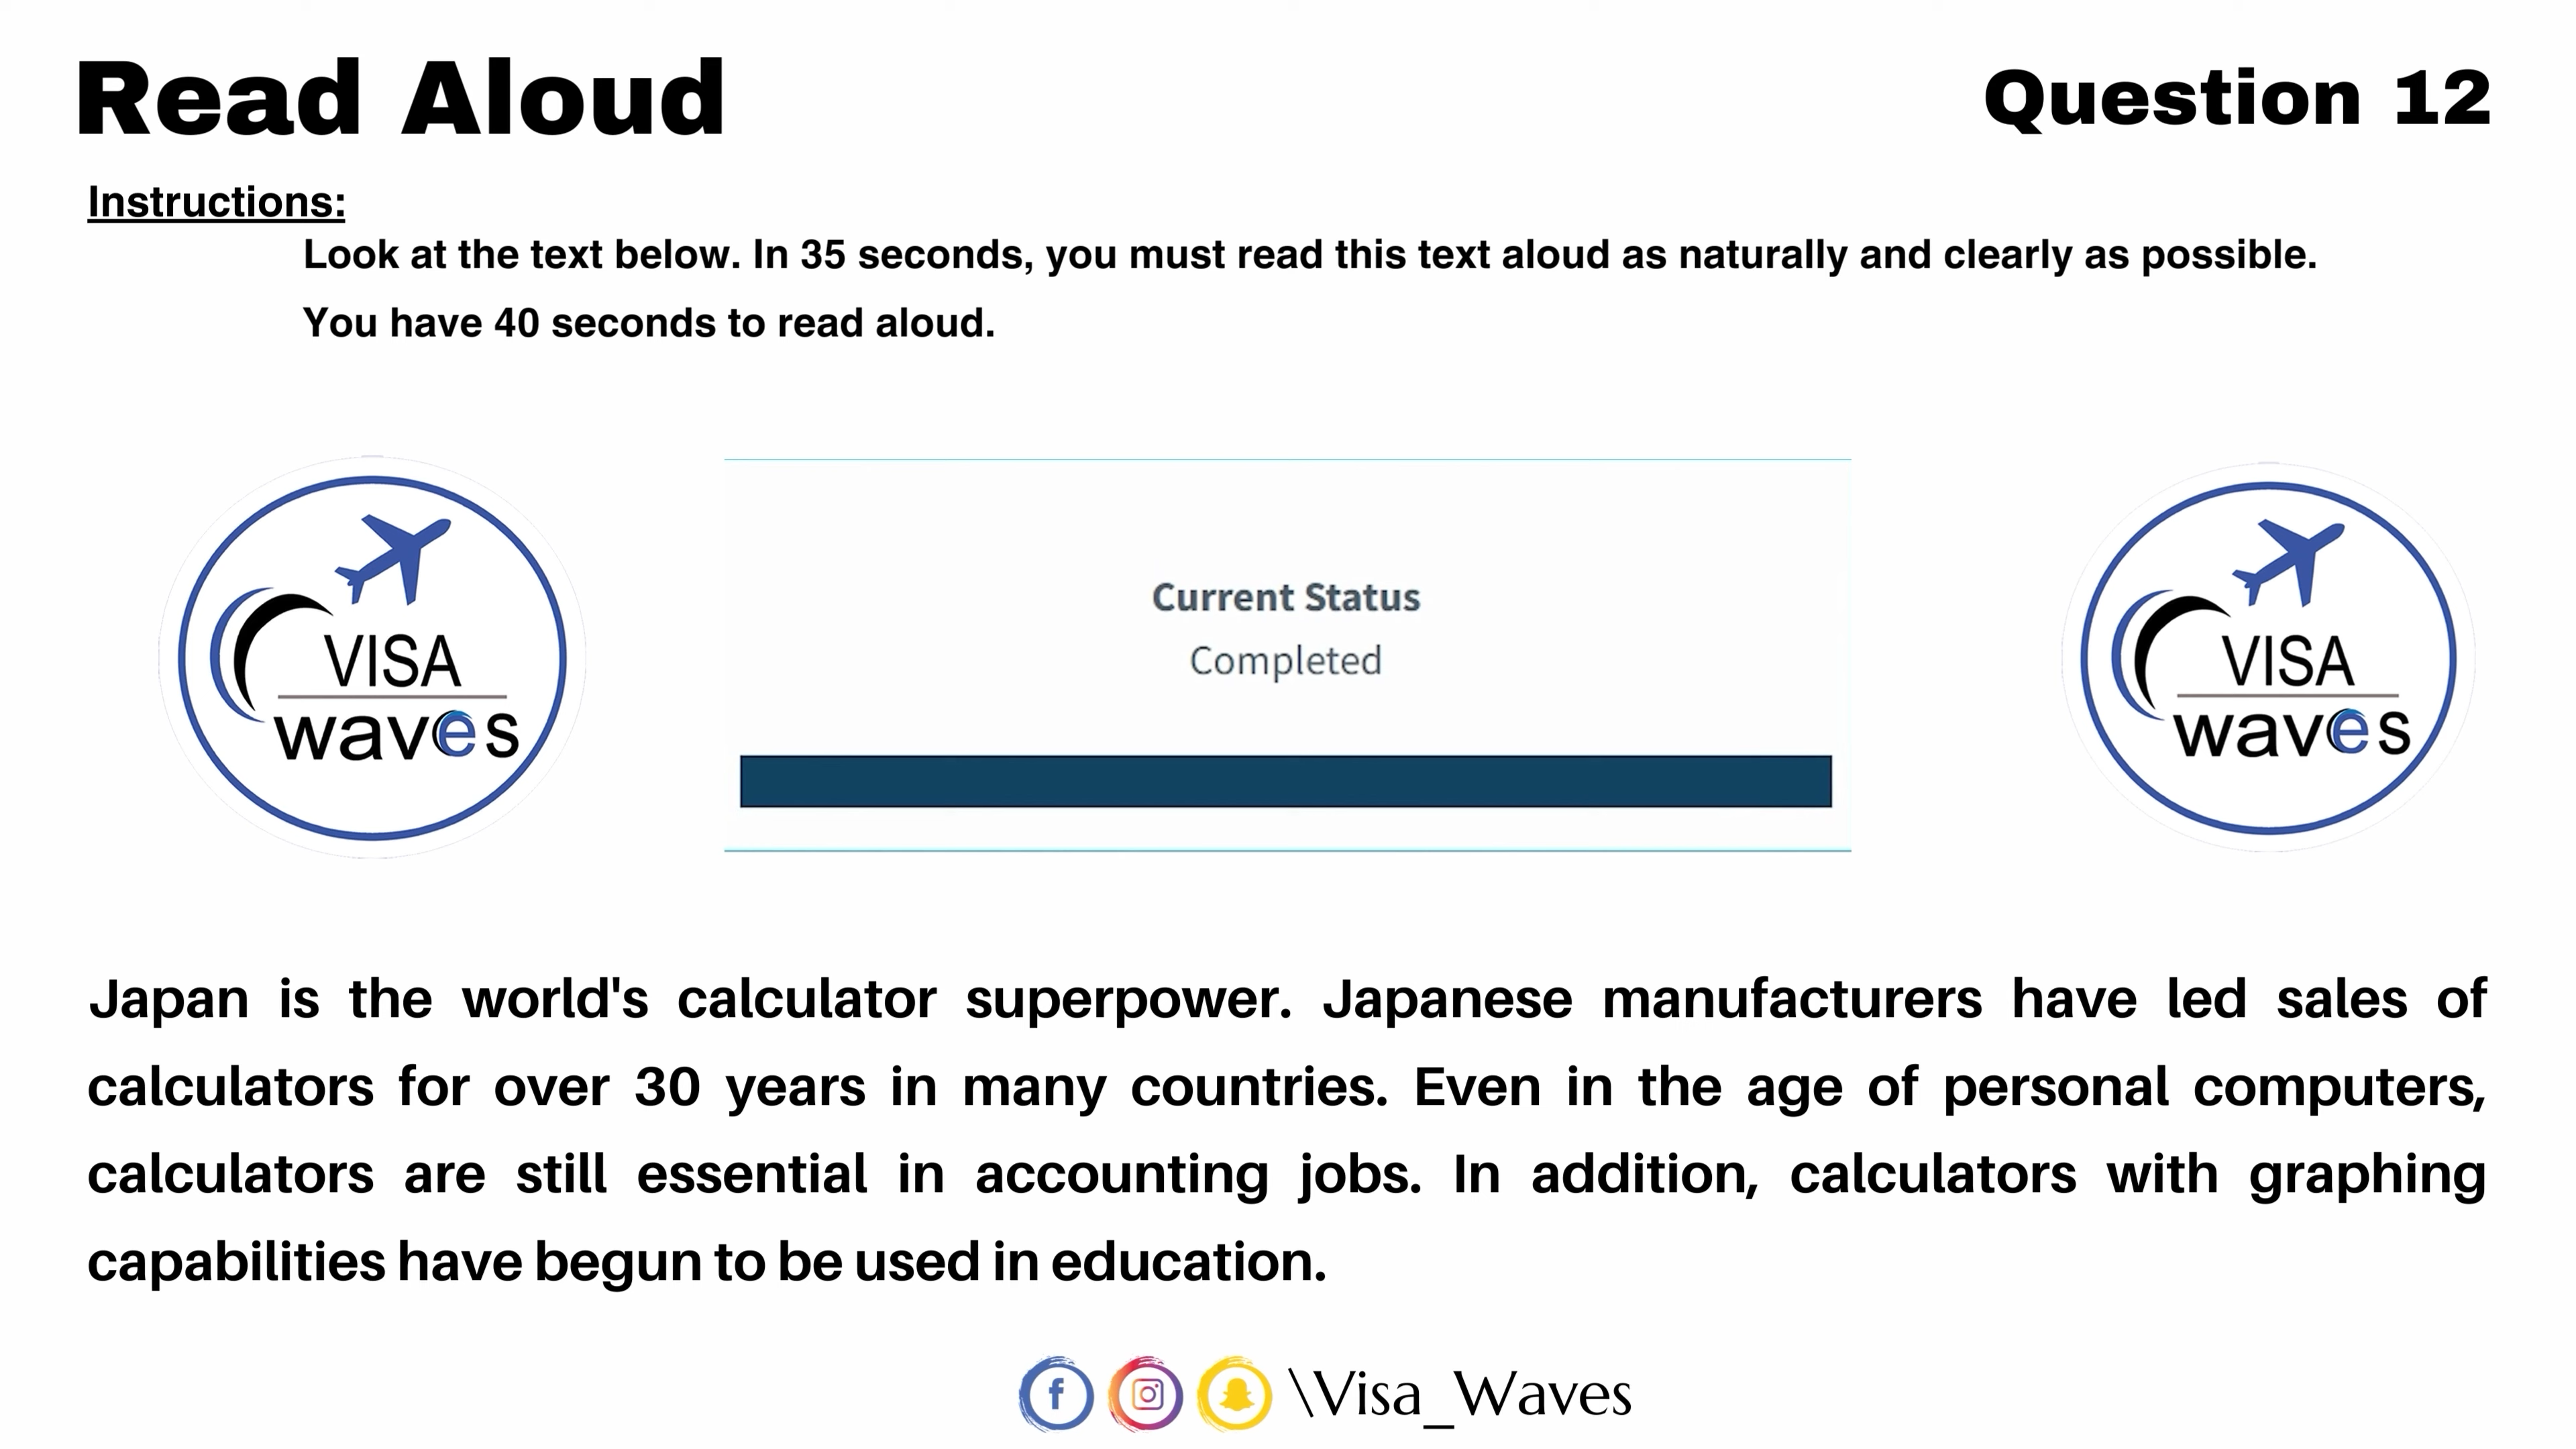 Read Aloud
Question 12
Instructions:
Look at the text below. In 35 seconds, you must read this text aloud as naturally and clearly as possible.
You have 40 seconds to read aloud.
VISA
waves
Current Status
Completed
VISA
waves
Japan is the world's calculator superpower. Japanese manufacturers have led sales of
calculators for over 30 years in many countries. Even in the age of personal computers,
calculators are still essential in accounting jobs. In addition, calculators with graphing
capabilities have begun to be used in education.
\Visa_Waves